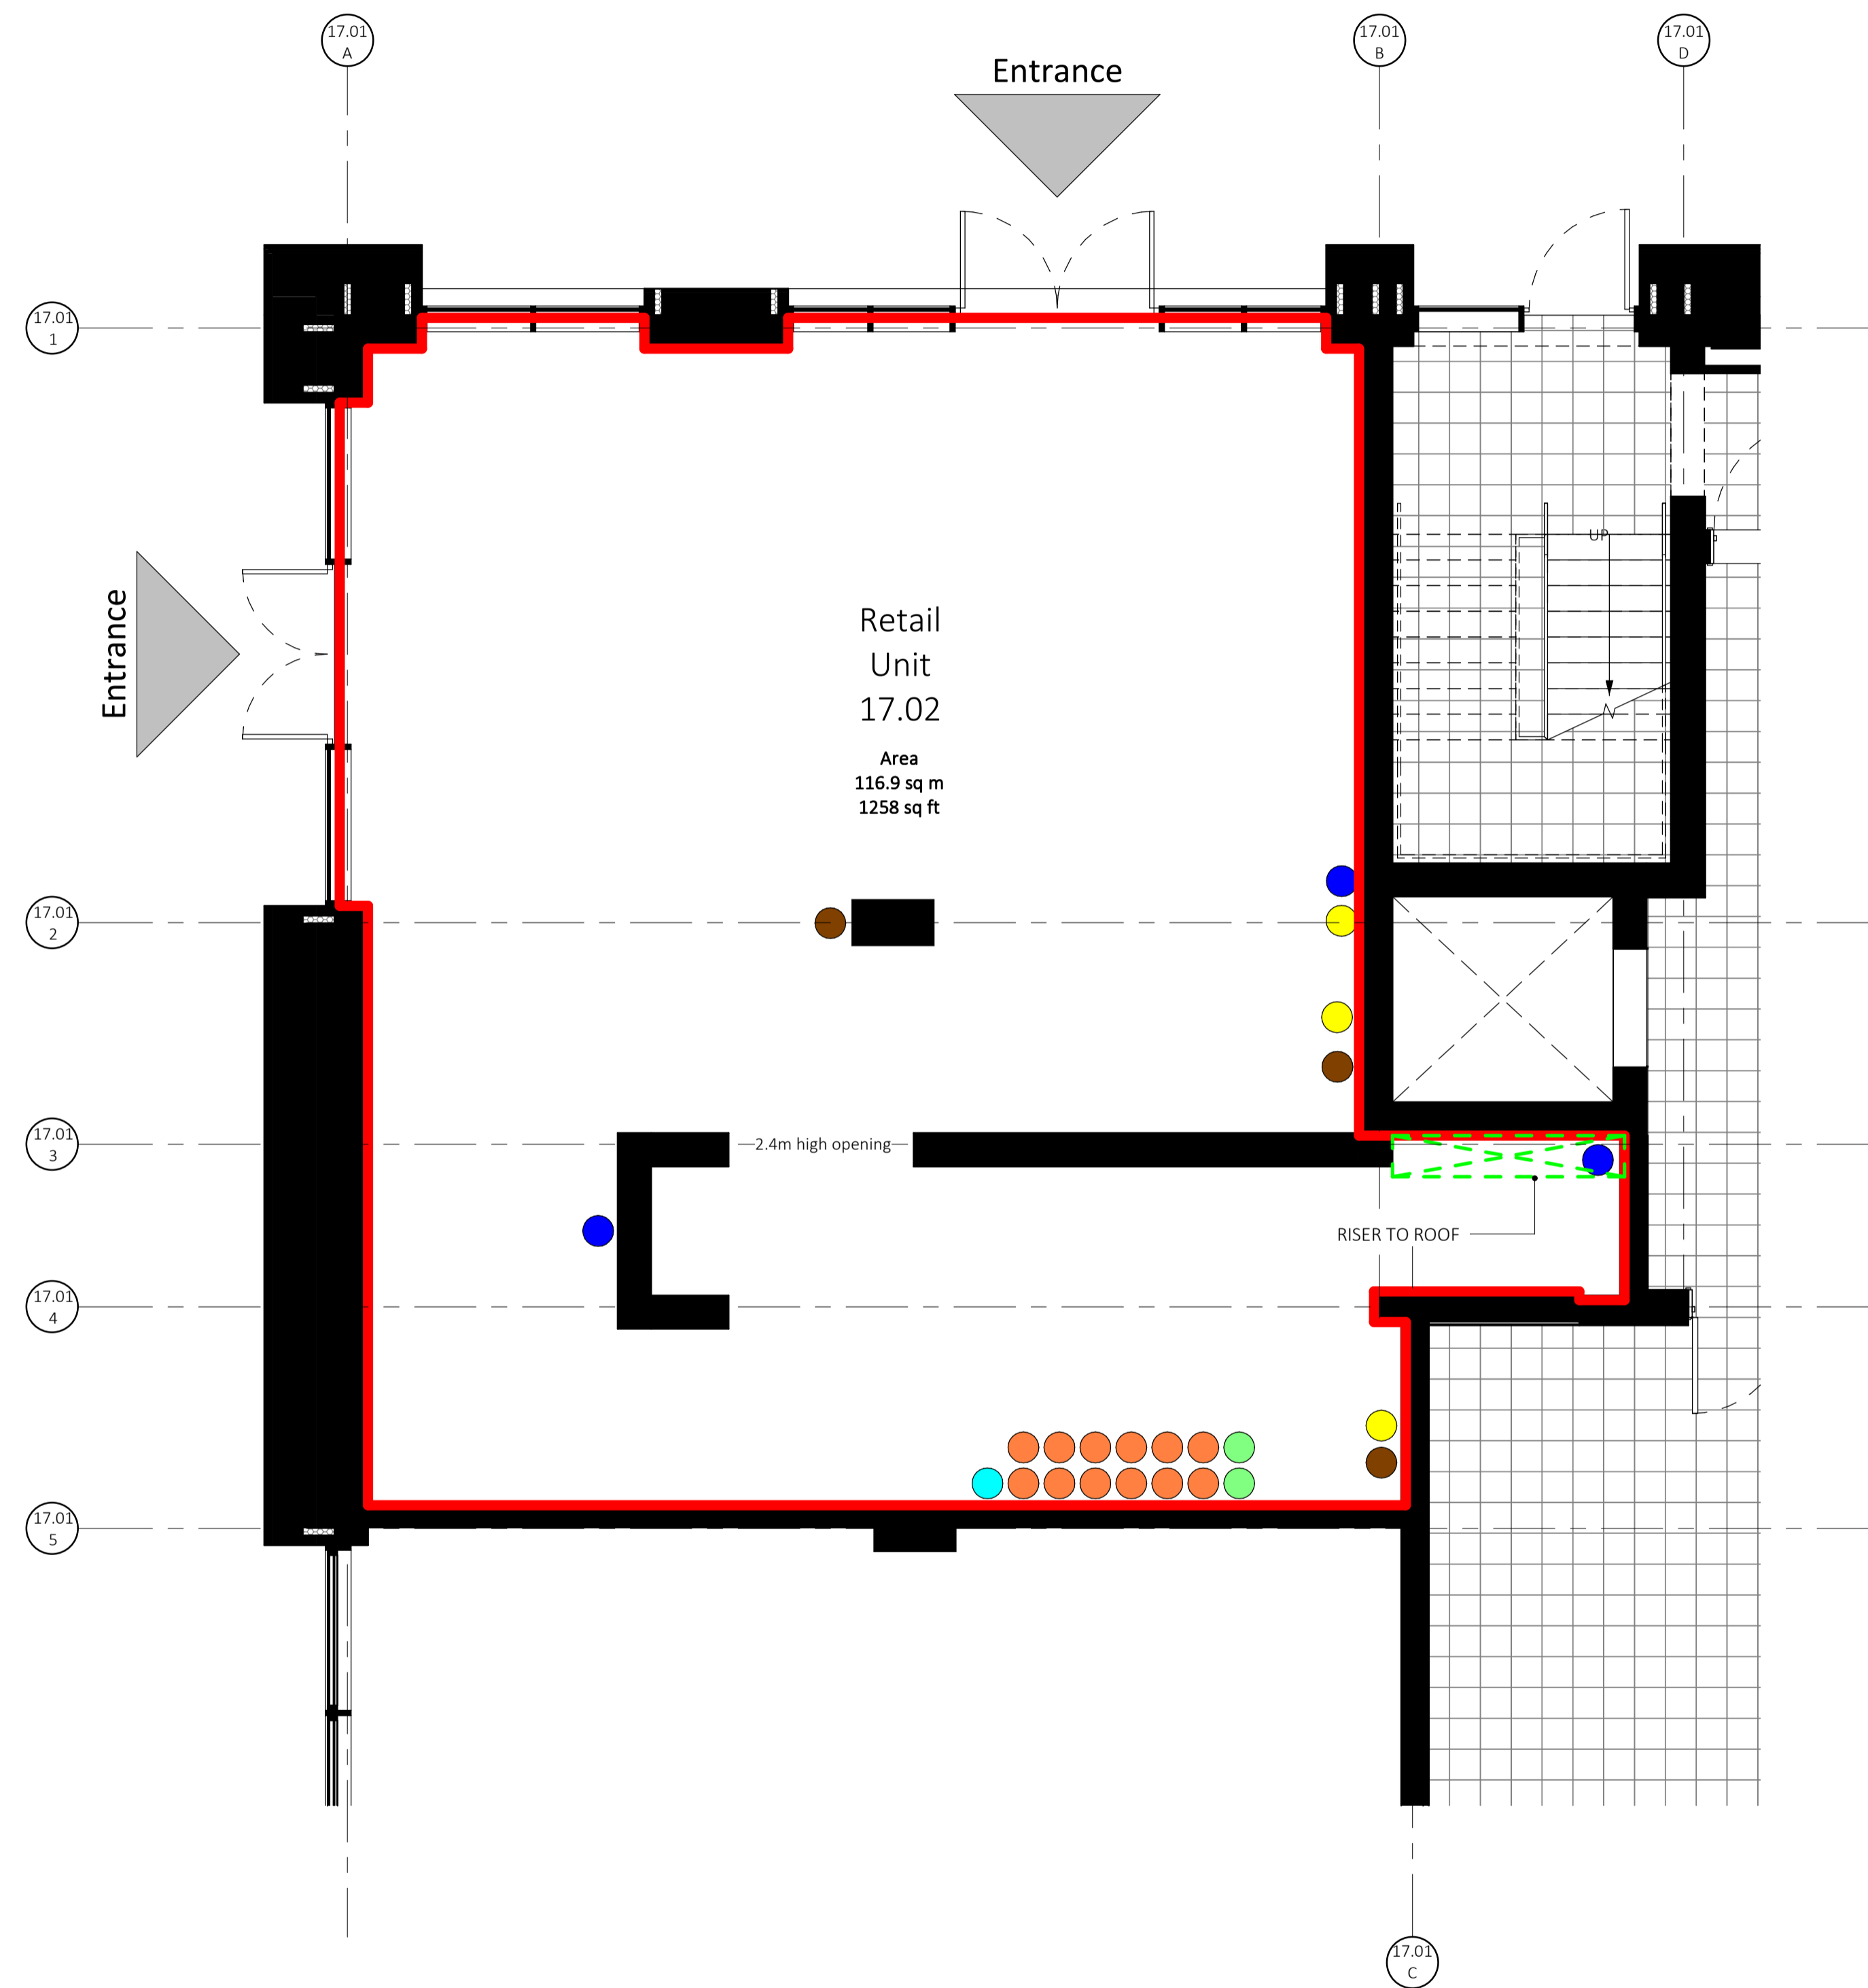 17.01
A
17.01
B
17.01
D
Entrance
17.01
1
UP
Entrance
Retail
Unit
17.02
Area
116.9 sq m
1258 sq ft
17.01
2
17.01
3
2.4m high opening
RISER TO ROOF
17.01
4
17.01
5
17.01
C